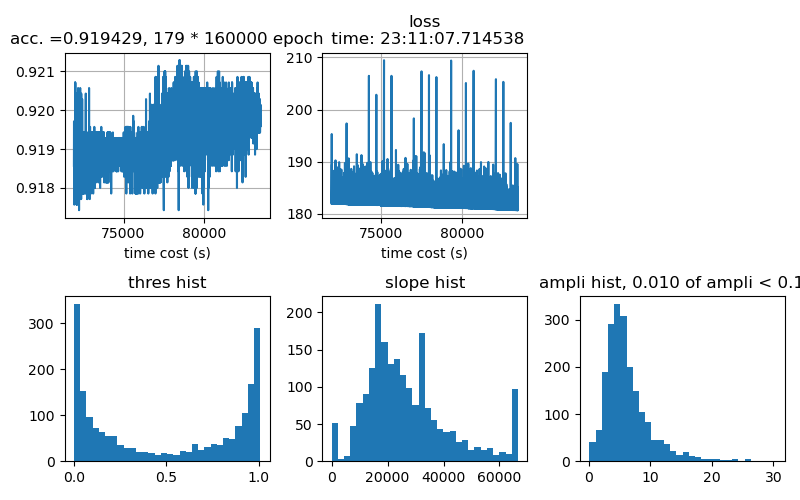 loss
acc. =0.919429, 179 * 160000 epoch time: 23:11:07.714538
0.921
0.920
0.919
0.918
75000 80000
time cost (s)
210
200
190
180
75000 80000
time cost (s)
thres hist
300
200
100
0
0.0 0.5 1.0
slope hist
200
150
100
50
0
0 20000 40000 60000
ampli hist, 0.010 of ampli < 0.1
300
200
100
0
0 10 20 30